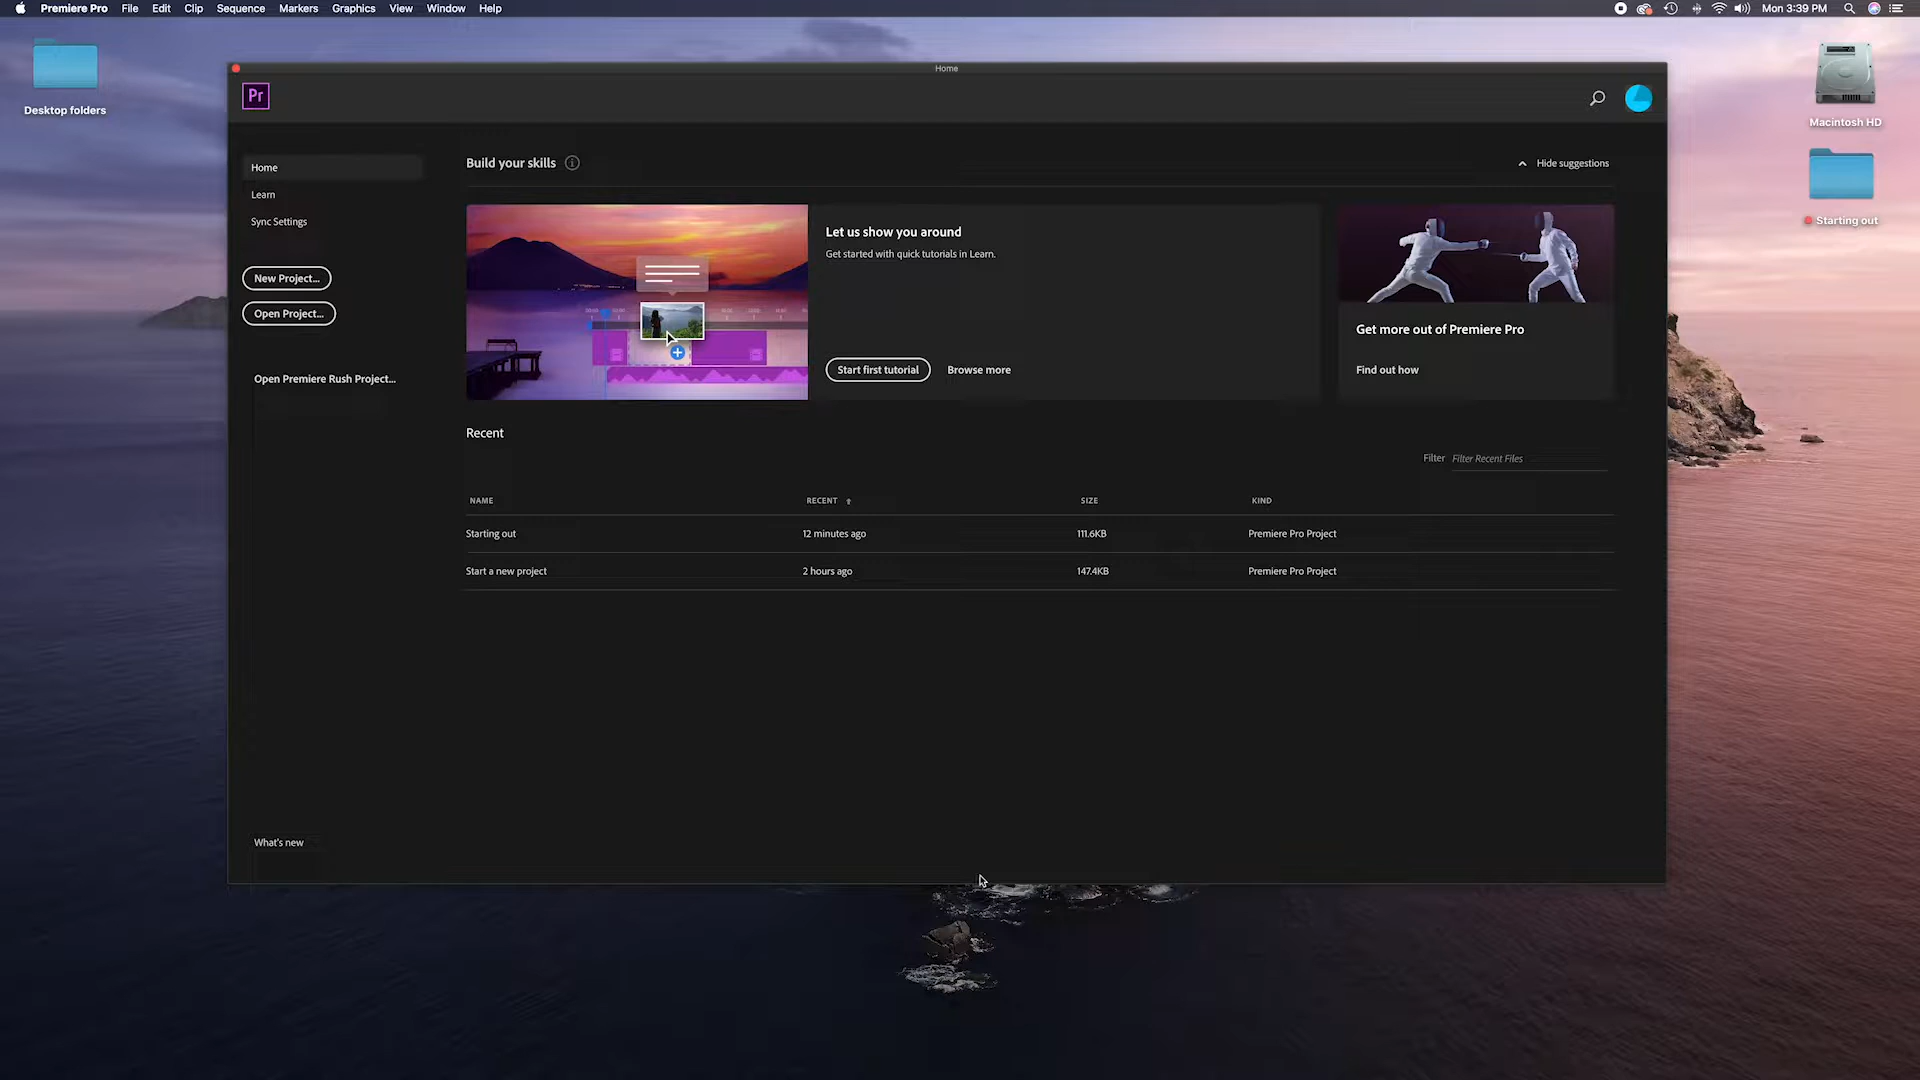 Premiere Pro File Edit Clip Sequence Markers Graphics View Window Help Mon 3:39 PM
Desktop folders
Macintosh HD
Starting out
Home
Pr
Home
Learn
Sync Settings
New Project...
Open Project...
Open Premiere Rush Project...
What's new
Build your skills
Hide suggestions
Let us show you around
Get started with quick tutorials in Learn.
Start first tutorial Browse more
Get more out of Premiere Pro
Find out how
Recent
Filter Filter Recent Files
NAME RECENT SIZE KIND
Starting out 12 minutes ago 111.6KB Premiere Pro Project
Start a new project 2 hours ago 147.4KB Premiere Pro Project